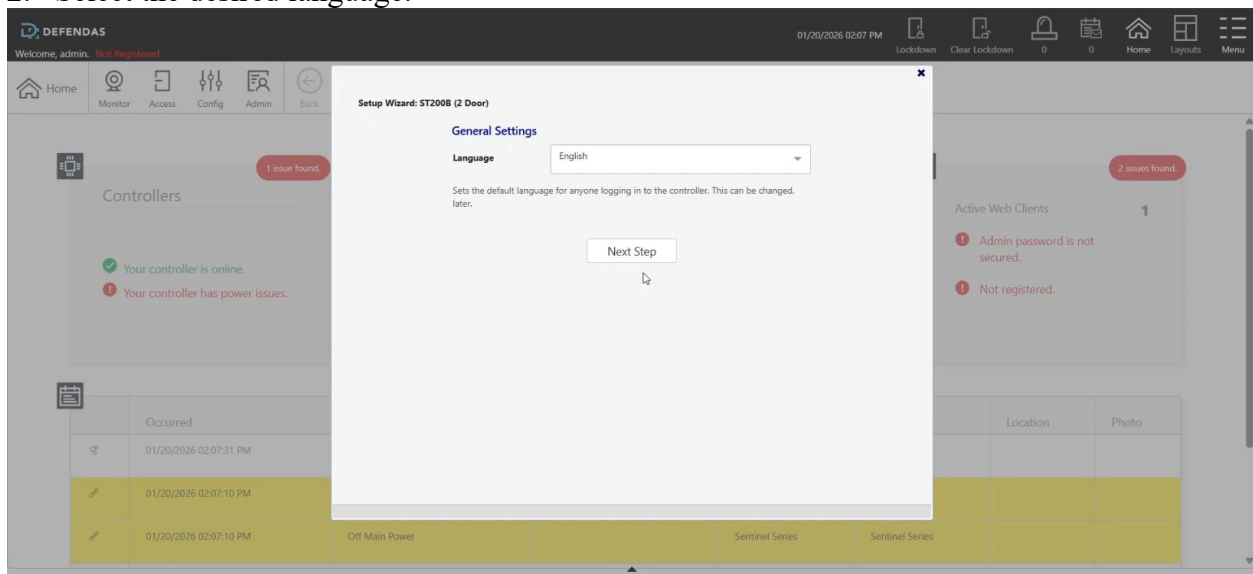 2. Select the desired language.
DEFENDAS
Welcome, admin. Not Registered
01/20/2026 02:07 PM
Lockdown
Clear Lockdown
0
0
Home
Layouts
Menu
Home
Monitor
Access
Config
Admin
Back
Setup Wizard: ST200B (2 Door)
General Settings
Language
English
Sets the default language for anyone logging in to the controller. This can be changed,
later.
Next Step
1 issue found.
Controllers
Your controller is online.
Your controller has power issues.
2 issues found.
Active Web Clients 1
Admin password is not
secured.
Not registered.
Occurred Location Photo
01/20/2026 02:07:31 PM
01/20/2026 02:07:10 PM
01/20/2026 02:07:10 PM Off Main Power Sentinel Series Sentinel Series